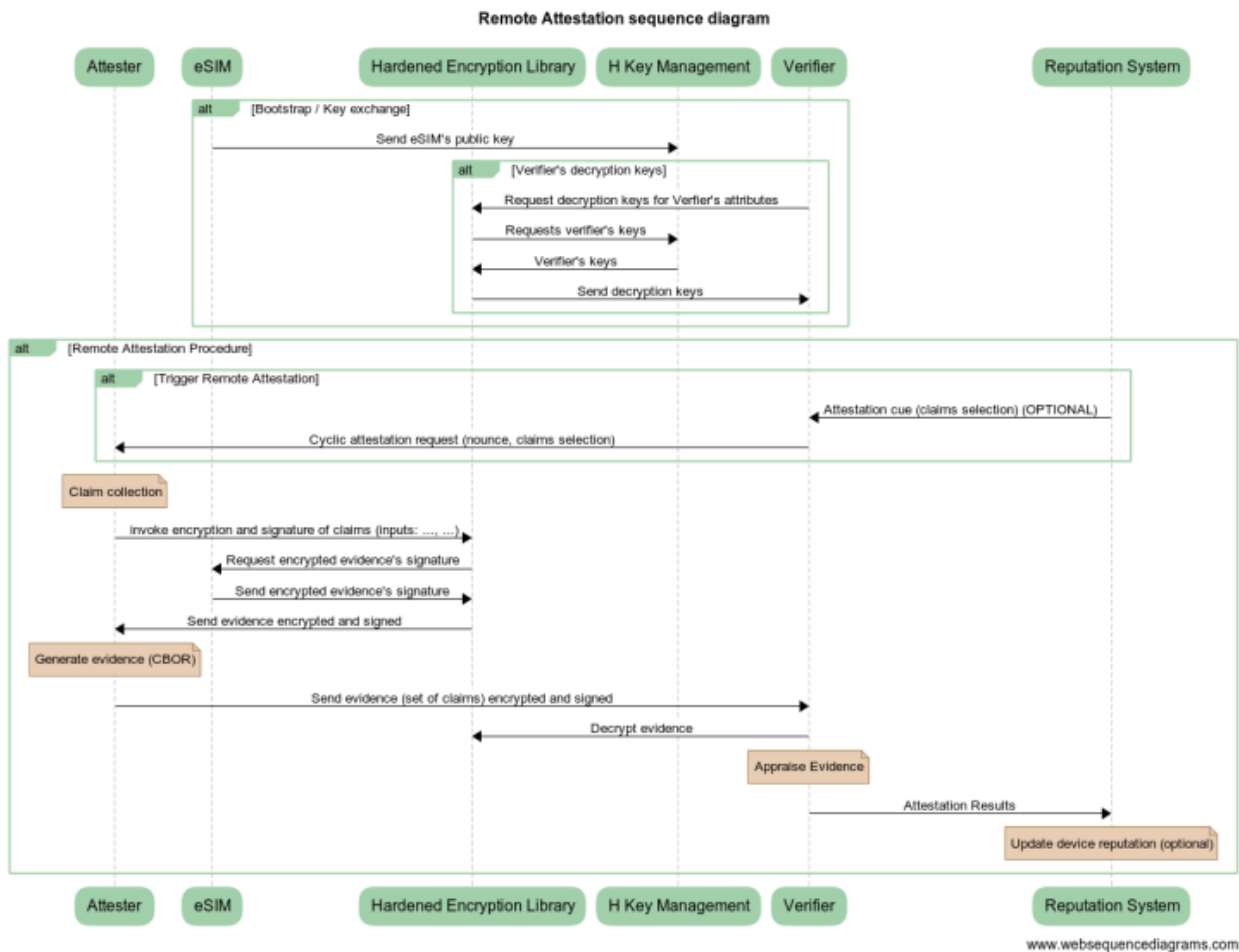 Remote Attestation sequence diagram
Attester
eSIM
Hardened Encryption Library
H Key Management
Verifier
Reputation System
alt
[Bootstrap / Key exchange]
Send eSIM's public key
alt
[Verifier's decryption keys]
Request decryption keys for Verfier's attributes
Requests verifier's keys
Verifier's keys
Send decryption keys
alt
[Remote Attestation Procedure]
alt
[Trigger Remote Attestation]
Attestation cue (claims selection) (OPTIONAL)
Cyclic attestation request (nounce, claims selection)
Claim collection
invoke encryption and signature of claims (inputs: ..., ...)
Request encrypted evidence's signature
Send encrypted evidence's signature
Send evidence encrypted and signed
Generate evidence (CBOR)
Send evidence (set of claims) encrypted and signed
Decrypt evidence
Appraise Evidence
Attestation Results
Update device reputation (optional)
Attester
eSIM
Hardened Encryption Library
H Key Management
Verifier
Reputation System
www.websequencediagrams.com